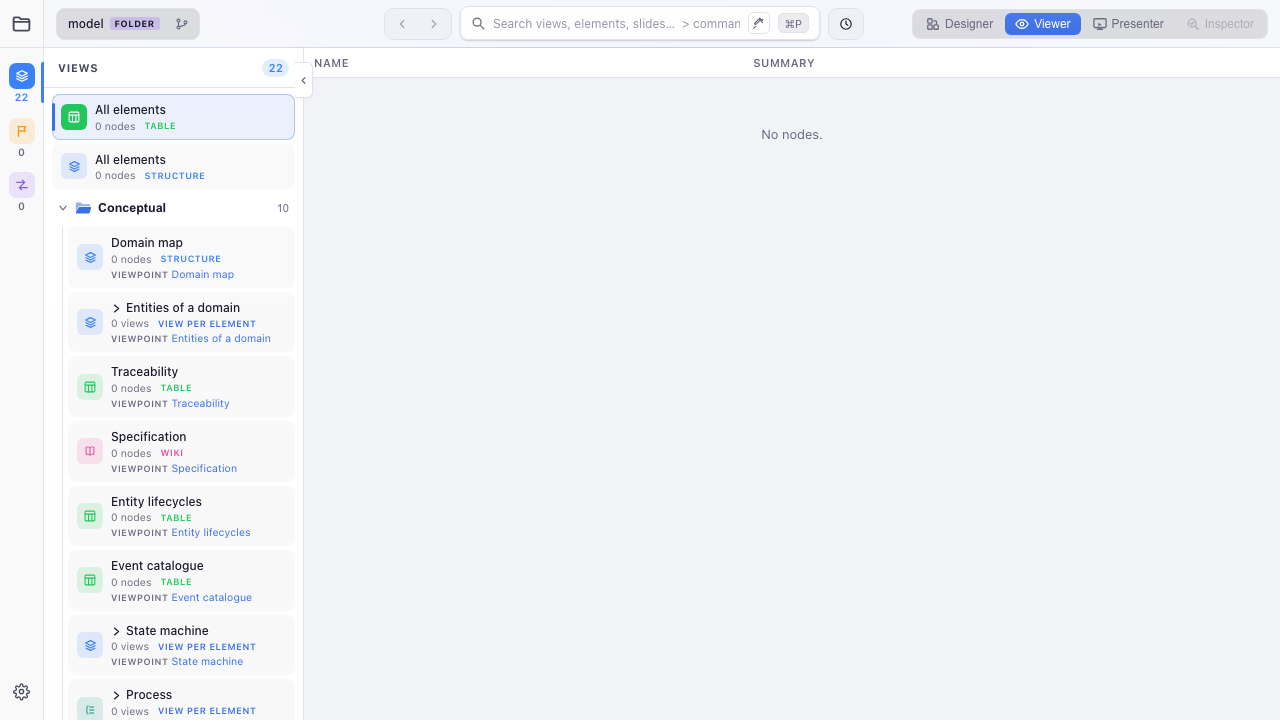 model FOLDER
Search views, elements, slides... > comman
⌘P
Designer
Viewer
Presenter
Inspector
22
0
0
VIEWS 22
All elements
0 nodes TABLE
All elements
0 nodes STRUCTURE
Conceptual 10
Domain map
0 nodes STRUCTURE
VIEWPOINT Domain map
Entities of a domain
0 views VIEW PER ELEMENT
VIEWPOINT Entities of a domain
Traceability
0 nodes TABLE
VIEWPOINT Traceability
Specification
0 nodes WIKI
VIEWPOINT Specification
Entity lifecycles
0 nodes TABLE
VIEWPOINT Entity lifecycles
Event catalogue
0 nodes TABLE
VIEWPOINT Event catalogue
State machine
0 views VIEW PER ELEMENT
VIEWPOINT State machine
Process
0 views VIEW PER ELEMENT
NAME SUMMARY
No nodes.